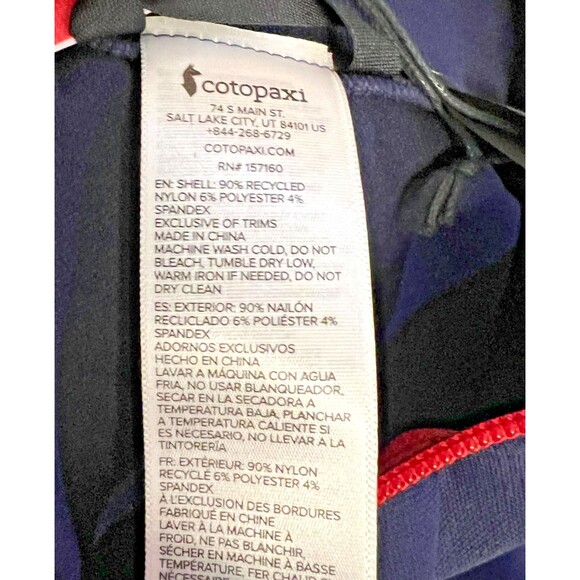 cotopaxi
74 S MAIN ST.
SALT LAKE CITY, UT 84101 US
+844-268-6729
COTOPAXI.COM
RN# 157160
EN: SHELL: 90% RECYCLED
NYLON 6% POLYESTER 4%
SPANDEX
EXCLUSIVE OF TRIMS
MADE IN CHINA
MACHINE WASH COLD, DO NOT
BLEACH, TUMBLE DRY LOW,
WARM IRON IF NEEDED, DO NOT
DRY CLEAN
ES: EXTERIOR: 90% NAILÓN
RECLICLADO 6% POLIÉSTER 4%
SPANDEX
ADORNOS EXCLUSIVOS
HECHO EN CHINA
LAVAR A MÁQUINA CON AGUA
FRIA, NO USAR BLANQUEADOR,
SECAR EN LA SECADORA A
TEMPERATURA BAJA, PLANCHAR
A TEMPERATURA CALIENTE SI
ES NECESARIO, NO LLEVAR A LA
TINTORERÍA
FR: EXTÉRIEUR: 90% NYLON
RECYCLÉ 6% POLYESTER 4%
SPANDEX
À L'EXCLUSION DES BORDURES
FABRIQUÉ EN CHINE
LAVER À LA MACHINE À
FROID, NE PAS BLANCHIR,
SÉCHER EN MACHINE À BASSE
TEMPÉRATURE, FER CHAUD
NÉCESSAIRE